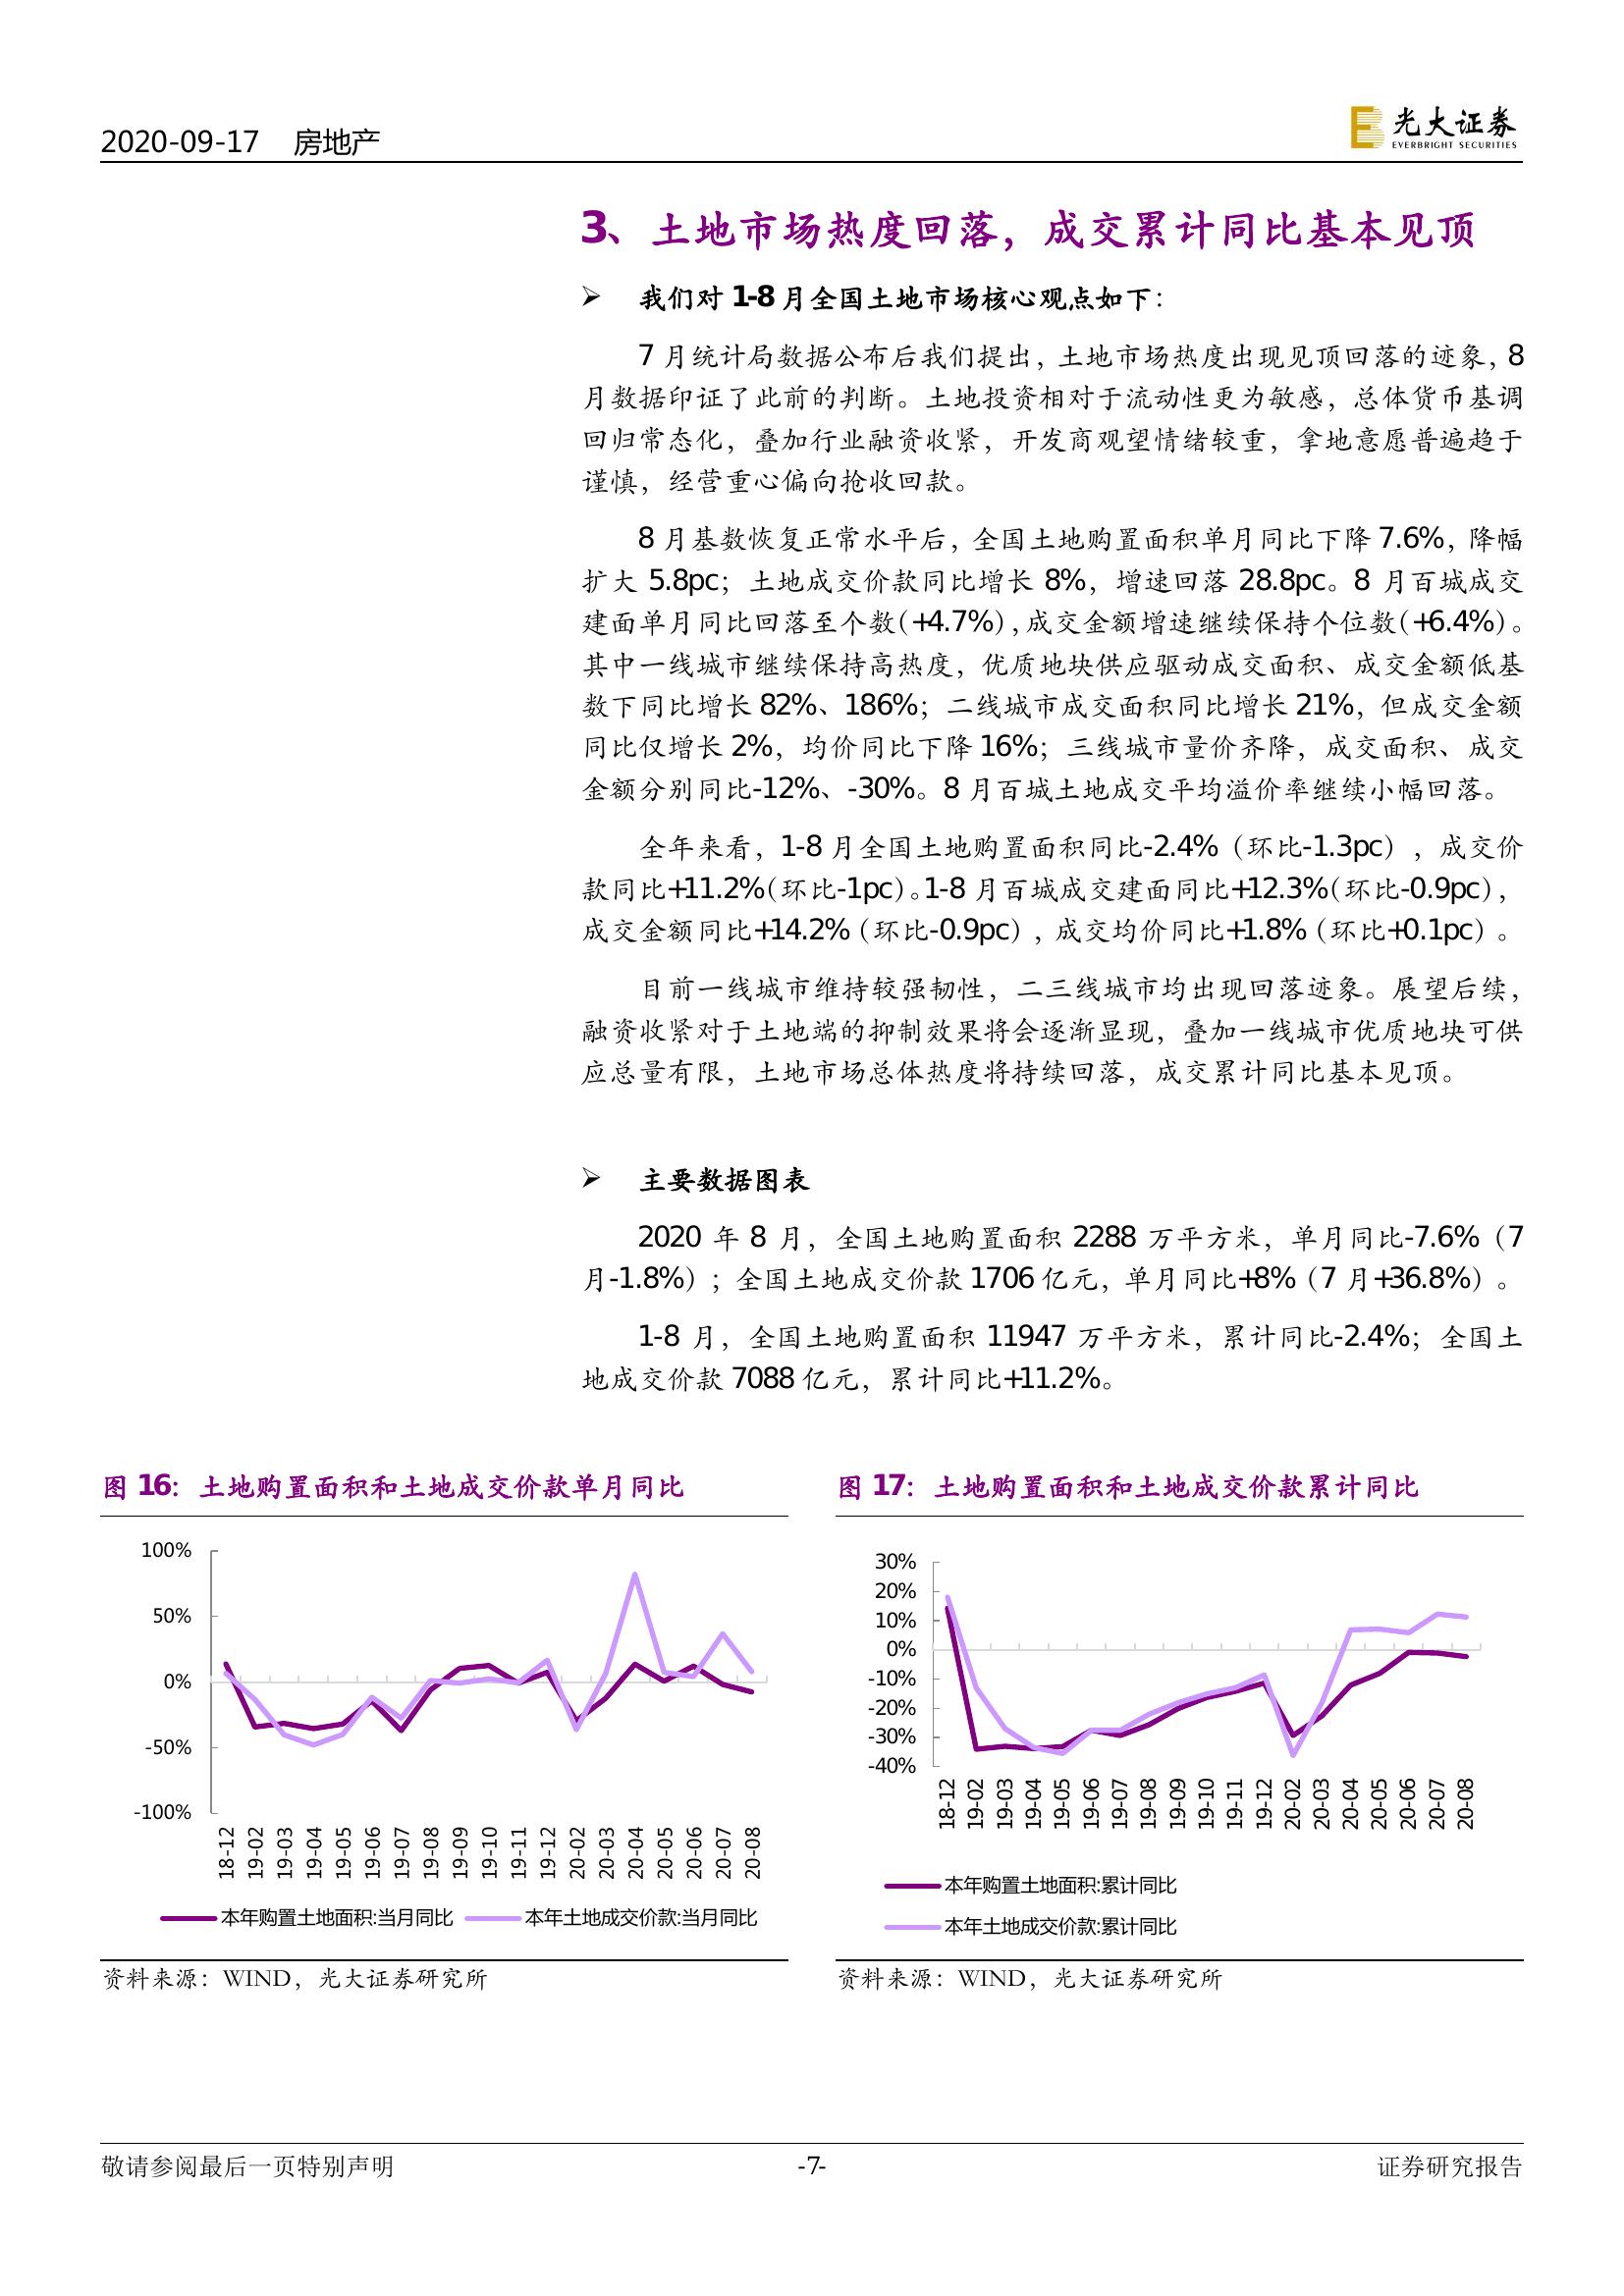 2020-09-17 房地产
光大证券
EVERBRIGHT SECURITIES
3、土地市场热度回落，成交累计同比基本见顶
➢ 我们对 1-8 月全国土地市场核心观点如下：
7 月统计局数据公布后我们提出，土地市场热度出现见顶回落的迹象，8
月数据印证了此前的判断。土地投资相对于流动性更为敏感，总体货币基调
回归常态化，叠加行业融资收紧，开发商观望情绪较重，拿地意愿普遍趋于
谨慎，经营重心偏向抢收回款。
8 月基数恢复正常水平后，全国土地购置面积单月同比下降 7.6%，降幅
扩大 5.8pc；土地成交价款同比增长 8%，增速回落 28.8pc。8 月百城成交
建面单月同比回落至个数(+4.7%)，成交金额增速继续保持个位数(+6.4%)。
其中一线城市继续保持高热度，优质地块供应驱动成交面积、成交金额低基
数下同比增长 82%、186%；二线城市成交面积同比增长 21%，但成交金额
同比仅增长 2%，均价同比下降 16%；三线城市量价齐降，成交面积、成交
金额分别同比-12%、-30%。8 月百城土地成交平均溢价率继续小幅回落。
全年来看，1-8 月全国土地购置面积同比-2.4%（环比-1.3pc），成交价
款同比+11.2%（环比-1pc）。1-8 月百城成交建面同比+12.3%（环比-0.9pc），
成交金额同比+14.2%（环比-0.9pc），成交均价同比+1.8%（环比+0.1pc）。
目前一线城市维持较强韧性，二三线城市均出现回落迹象。展望后续，
融资收紧对于土地端的抑制效果将会逐渐显现，叠加一线城市优质地块可供
应总量有限，土地市场总体热度将持续回落，成交累计同比基本见顶。
➢ 主要数据图表
2020 年 8 月，全国土地购置面积 2288 万平方米，单月同比-7.6%（7
月-1.8%）；全国土地成交价款 1706 亿元，单月同比+8%（7 月+36.8%）。
1-8 月，全国土地购置面积 11947 万平方米，累计同比-2.4%；全国土
地成交价款 7088 亿元，累计同比+11.2%。
图 16：土地购置面积和土地成交价款单月同比
100%
50%
0%
-50%
-100%
18-12 19-02 19-03 19-04 19-05 19-06 19-07 19-08 19-09 19-10 19-11 19-12 20-02 20-03 20-04 20-05 20-06 20-07 20-08
本年购置土地面积:当月同比 本年土地成交价款:当月同比
资料来源：WIND，光大证券研究所
图 17：土地购置面积和土地成交价款累计同比
30%
20%
10%
0%
-10%
-20%
-30%
-40%
18-12 19-02 19-03 19-04 19-05 19-06 19-07 19-08 19-09 19-10 19-11 19-12 20-02 20-03 20-04 20-05 20-06 20-07 20-08
本年购置土地面积:累计同比
本年土地成交价款:累计同比
资料来源：WIND，光大证券研究所
敬请参阅最后一页特别声明 -7- 证券研究报告